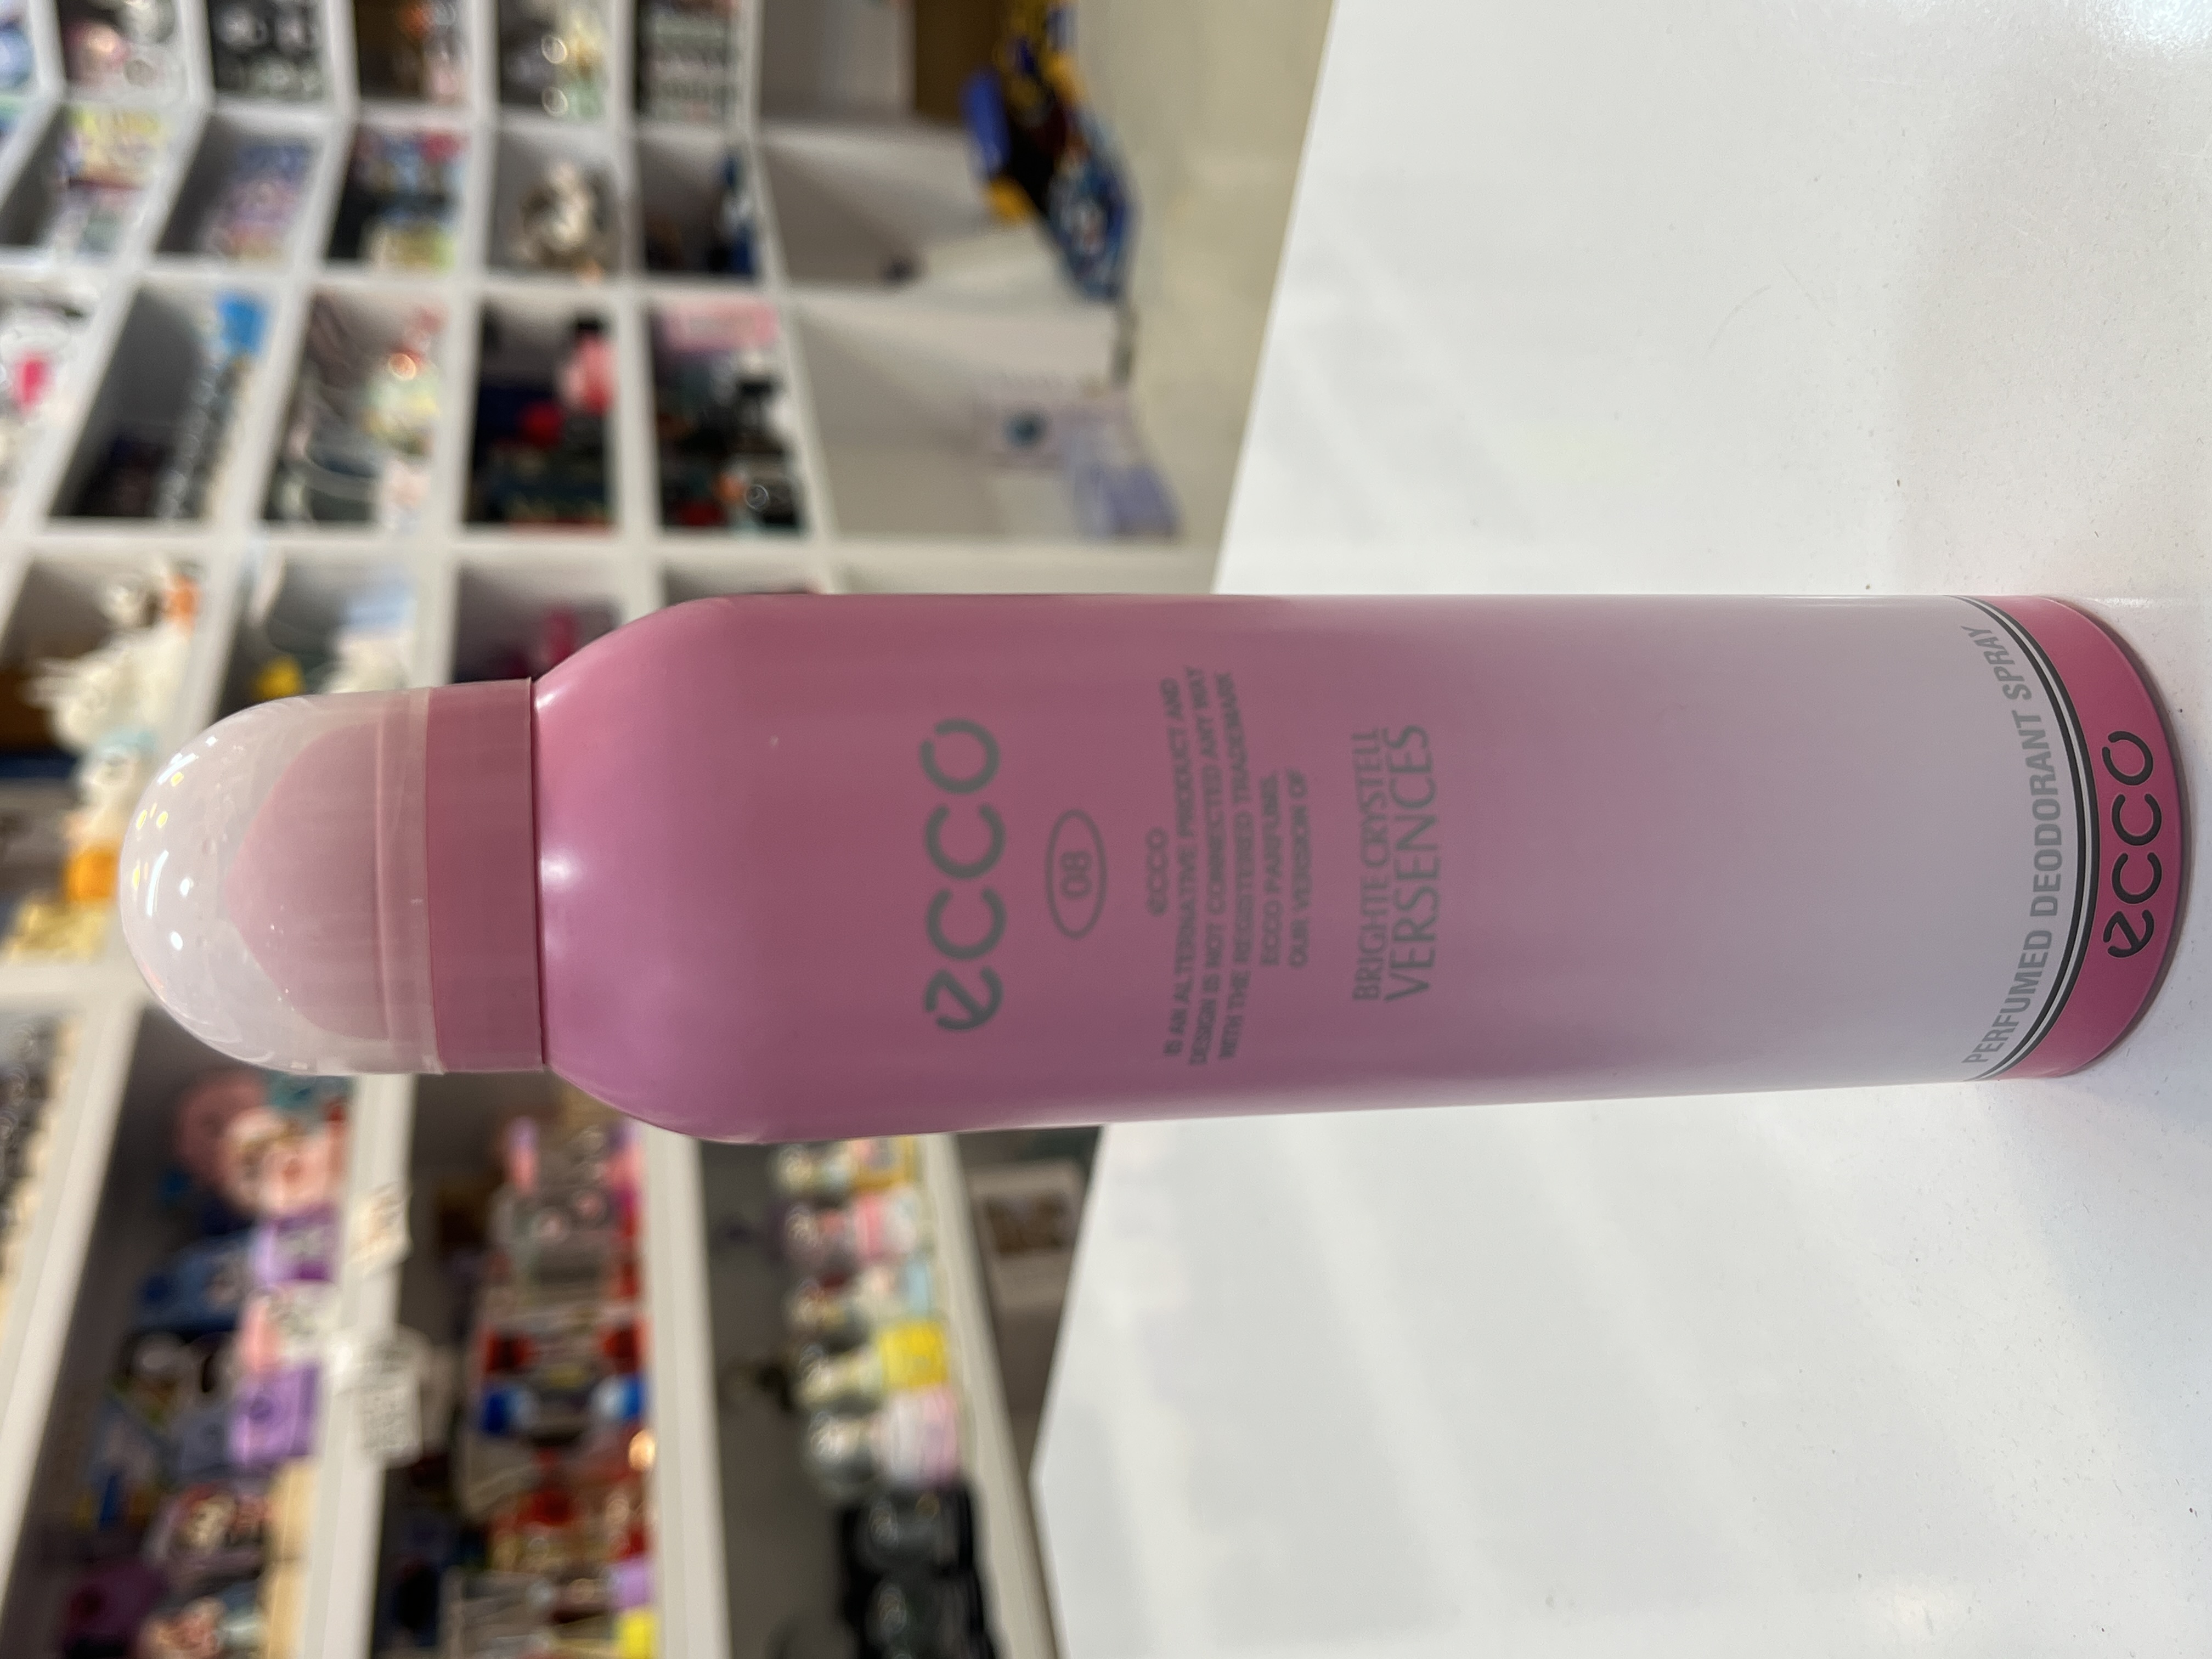 ecco
08
ecco
IS AN ALTERNATIVE PRODUCT AND
DESIGN IS NOT CONNECTED ANY WAY
WITH THE REGISTERED TRADEMARK
ECCO PARFUMS.
OUR VERSION OF
BRIGHTE CRYSTELL
VERSENCES
PERFUMED DEODORANT SPRAY
ecco